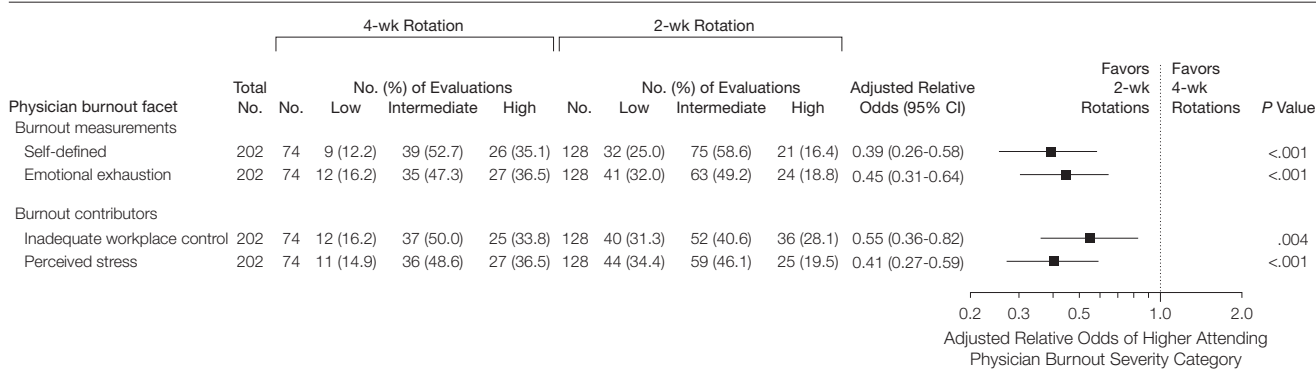 4-wk Rotation 2-wk Rotation
Favors Favors
Total No. (%) of Evaluations No. (%) of Evaluations Adjusted Relative 2-wk 4-wk
Physician burnout facet No. No. Low Intermediate High No. Low Intermediate High Odds (95% CI) Rotations Rotations P Value
Burnout measurements
Self-defined 202 74 9 (12.2) 39 (52.7) 26 (35.1) 128 32 (25.0) 75 (58.6) 21 (16.4) 0.39 (0.26-0.58) <.001
Emotional exhaustion 202 74 12 (16.2) 35 (47.3) 27 (36.5) 128 41 (32.0) 63 (49.2) 24 (18.8) 0.45 (0.31-0.64) <.001
Burnout contributors
Inadequate workplace control 202 74 12 (16.2) 37 (50.0) 25 (33.8) 128 40 (31.3) 52 (40.6) 36 (28.1) 0.55 (0.36-0.82) .004
Perceived stress 202 74 11 (14.9) 36 (48.6) 27 (36.5) 128 44 (34.4) 59 (46.1) 25 (19.5) 0.41 (0.27-0.59) <.001
0.2 0.3 0.5 1.0 2.0
Adjusted Relative Odds of Higher Attending
Physician Burnout Severity Category